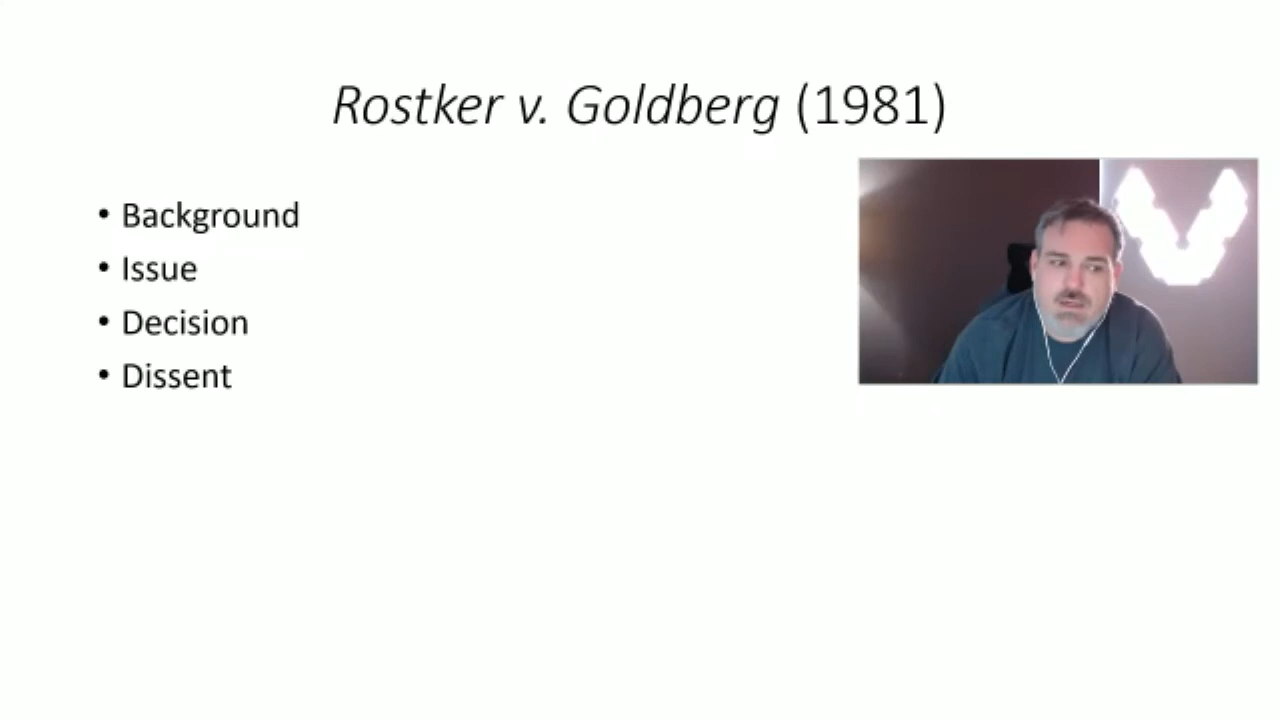 Rostker v. Goldberg (1981)
• Background
• Issue
• Decision
• Dissent